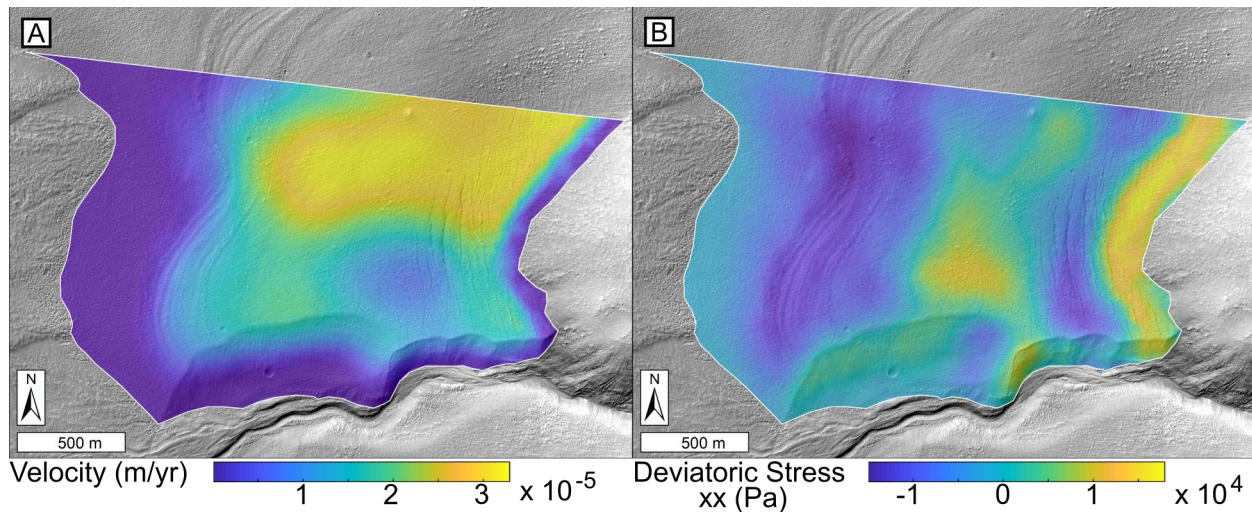 A
B
N
N
500 m
500 m
Velocity (m/yr)
1 2 3 x 10⁻⁵
Deviatoric Stress
xx (Pa)
-1 0 1 x 10⁴